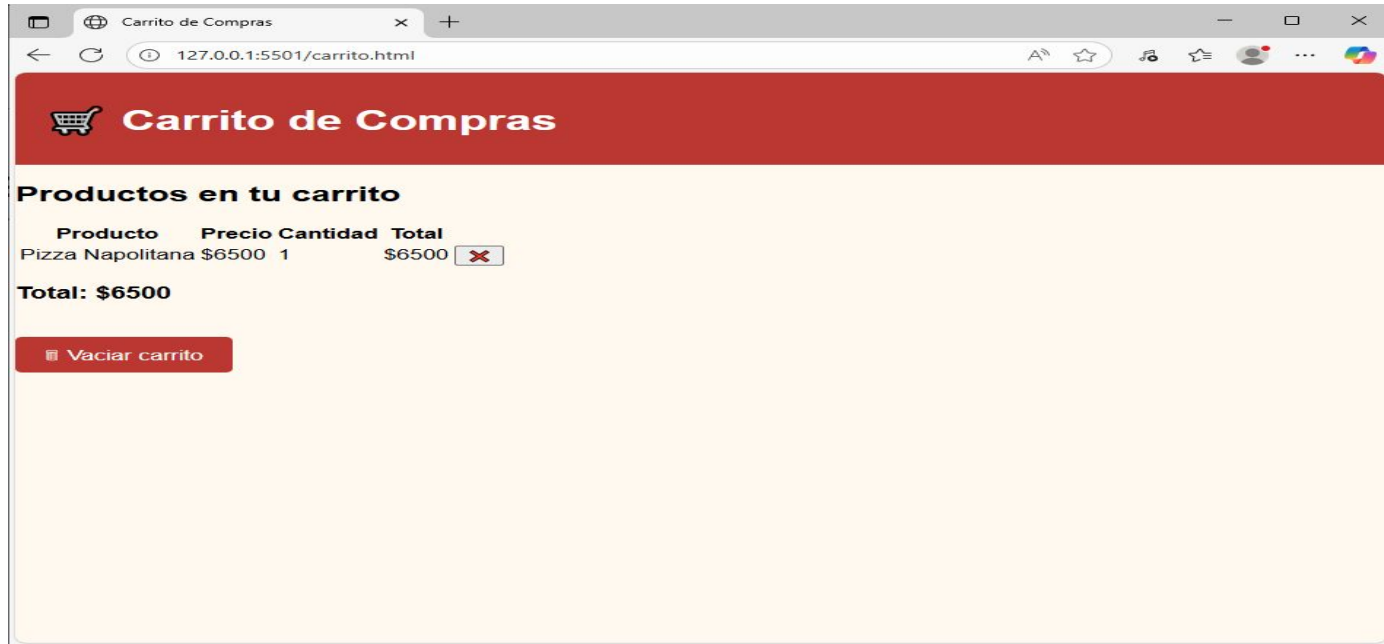 Carrito de Compras
127.0.0.1:5501/carrito.html
Carrito de Compras
Productos en tu carrito
Producto Precio Cantidad Total
Pizza Napolitana $6500 1 $6500
Total: $6500
Vaciar carrito